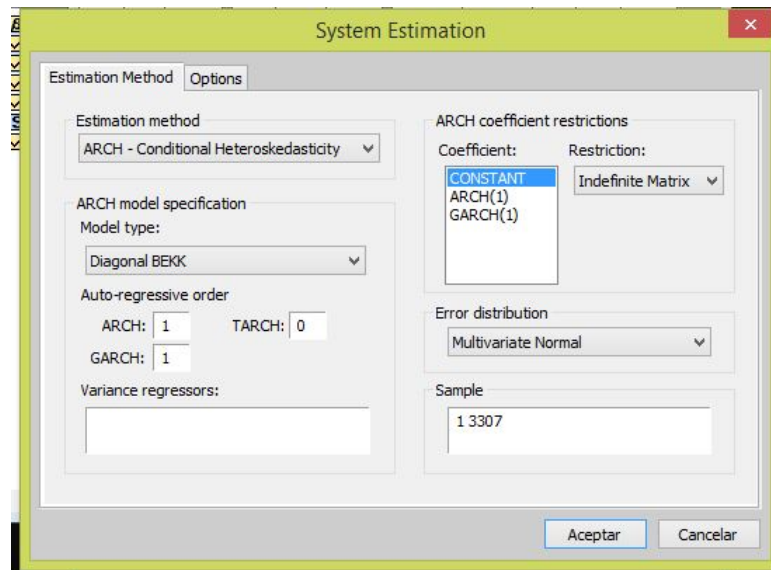 System Estimation
Estimation Method
Options
Estimation method
ARCH - Conditional Heteroskedasticity
ARCH model specification
Model type:
Diagonal BEKK
Auto-regressive order
ARCH: 1 TARCH: 0
GARCH: 1
Variance regressors:
ARCH coefficient restrictions
Coefficient: Restriction:
CONSTANT
ARCH(1)
GARCH(1)
Indefinite Matrix
Error distribution
Multivariate Normal
Sample
1 3307
Aceptar
Cancelar